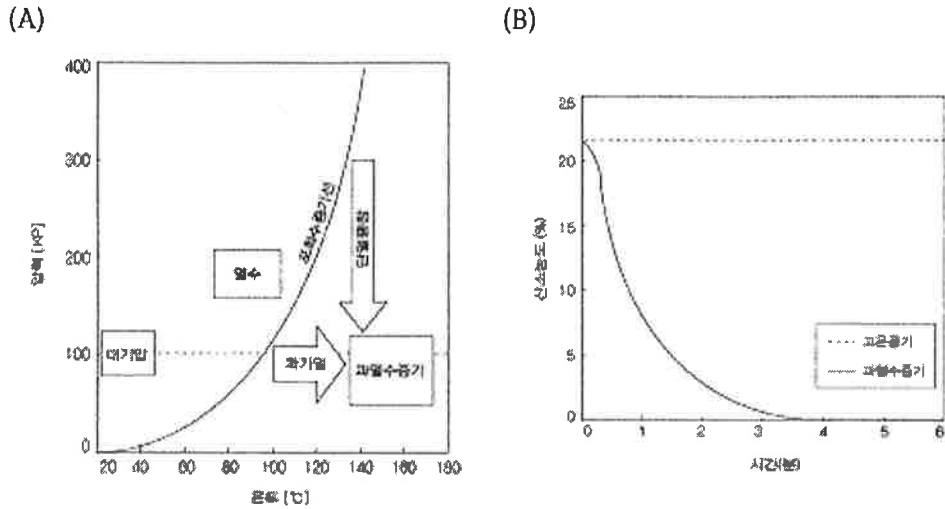 (A)
(B)
400
300
200
100
0
압력 [KP]
20 40 60 80 100 120 140 160 180
온도 [℃]
열수
포화수증기선
단열팽창
대기압
과가열
과열수증기
25
20
15
10
5
0
산소농도 (%)
0 1 2 3 4 5 6
시간(분)
고온공기
과열수증기